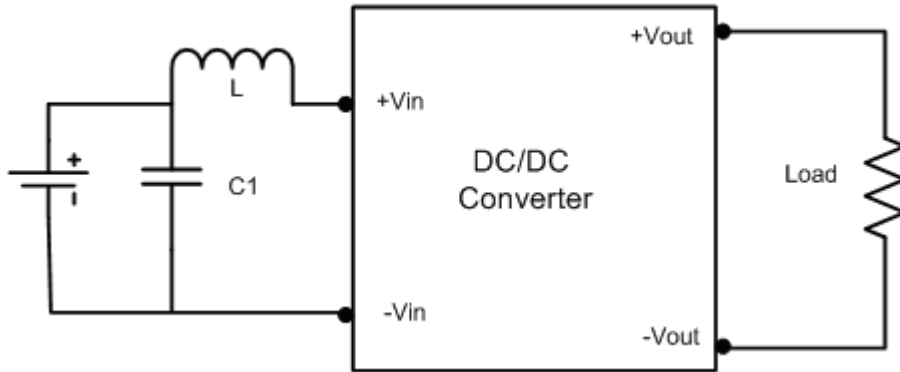 +Vout
L
+Vin
DC/DC
Converter
C1
Load
+
-
-Vin
-Vout